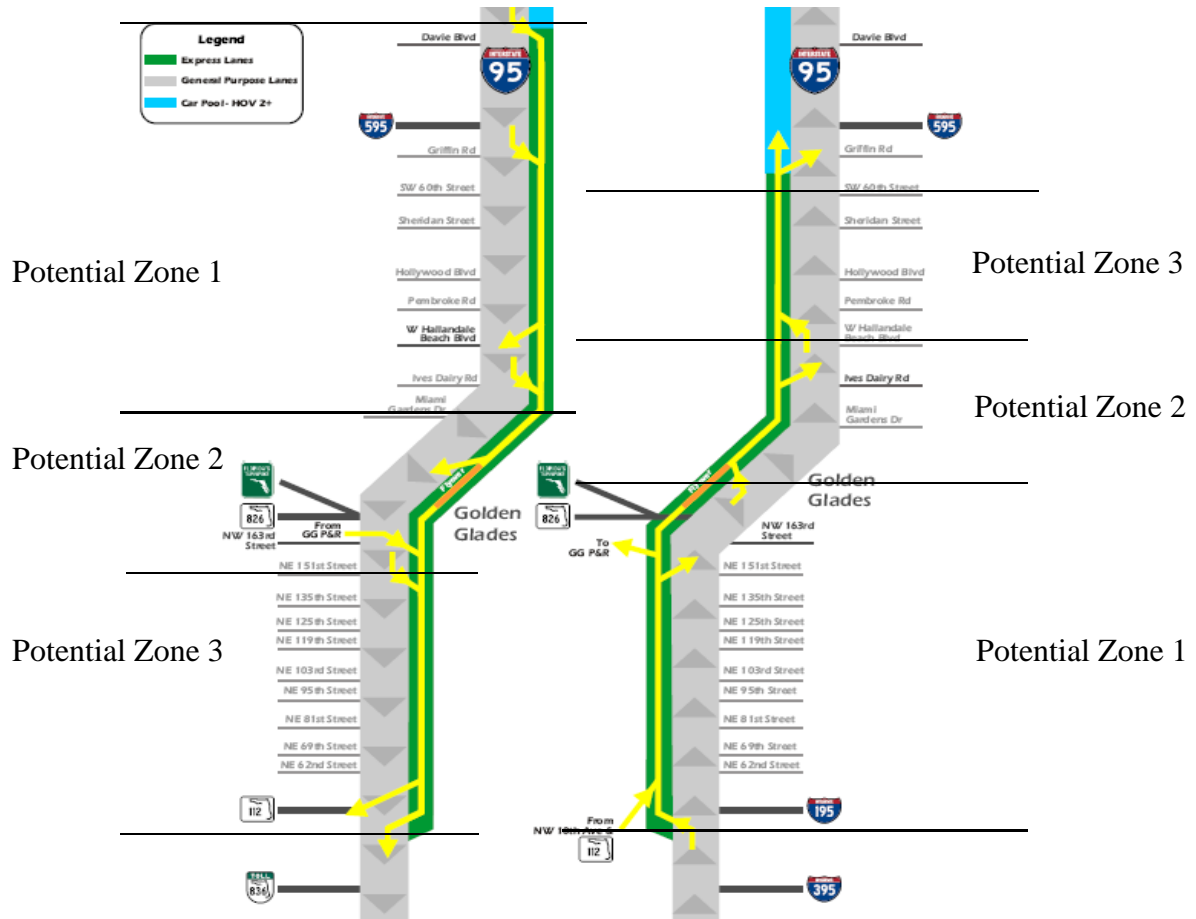 Legend
Express Lanes
General Purpose Lanes
Car Pool - HOV 2+
Davie Blvd
INTERSTATE
95
595
Griffin Rd
SW 60th Street
Sheridan Street
Potential Zone 1
Hollywood Blvd
Pembroke Rd
W Hallandale
Beach Blvd
Ives Dairy Rd
Miami
Gardens Dr
Potential Zone 2
Flyover
Golden
Glades
826
From
GG P&R
NW 163rd
Street
NE 151st Street
NE 135th Street
NE 125th Street
NE 119th Street
Potential Zone 3
NE 103rd Street
NE 95th Street
NE 81st Street
NE 69th Street
NE 62nd Street
112
TOLL
836
Davie Blvd
INTERSTATE
95
595
Griffin Rd
SW 60th Street
Sheridan Street
Potential Zone 3
Hollywood Blvd
Pembroke Rd
W Hallandale
Beach Blvd
Ives Dairy Rd
Potential Zone 2
Miami
Gardens Dr
Flyover
Golden
Glades
826
NW 163rd
Street
To
GG P&R
NE 151st Street
NE 135th Street
NE 125th Street
NE 119th Street
Potential Zone 1
NE 103rd Street
NE 95th Street
NE 81st Street
NE 69th Street
NE 62nd Street
195
From
NW 10th Ave &
112
395